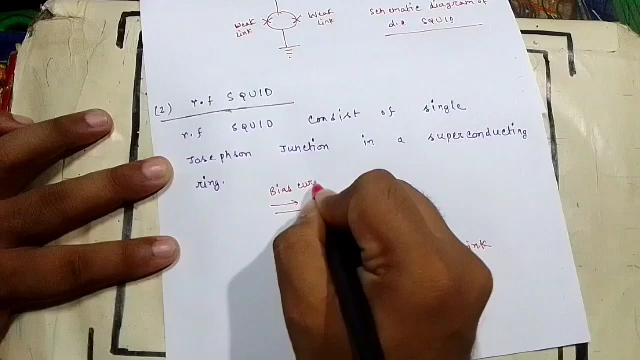 Weak Link
Weak Link
Schematic diagram of
d.c SQUID
(2) r.f SQUID
r.f SQUID consist of single
Josephson Junction in a superconducting
ring.
Bias curr